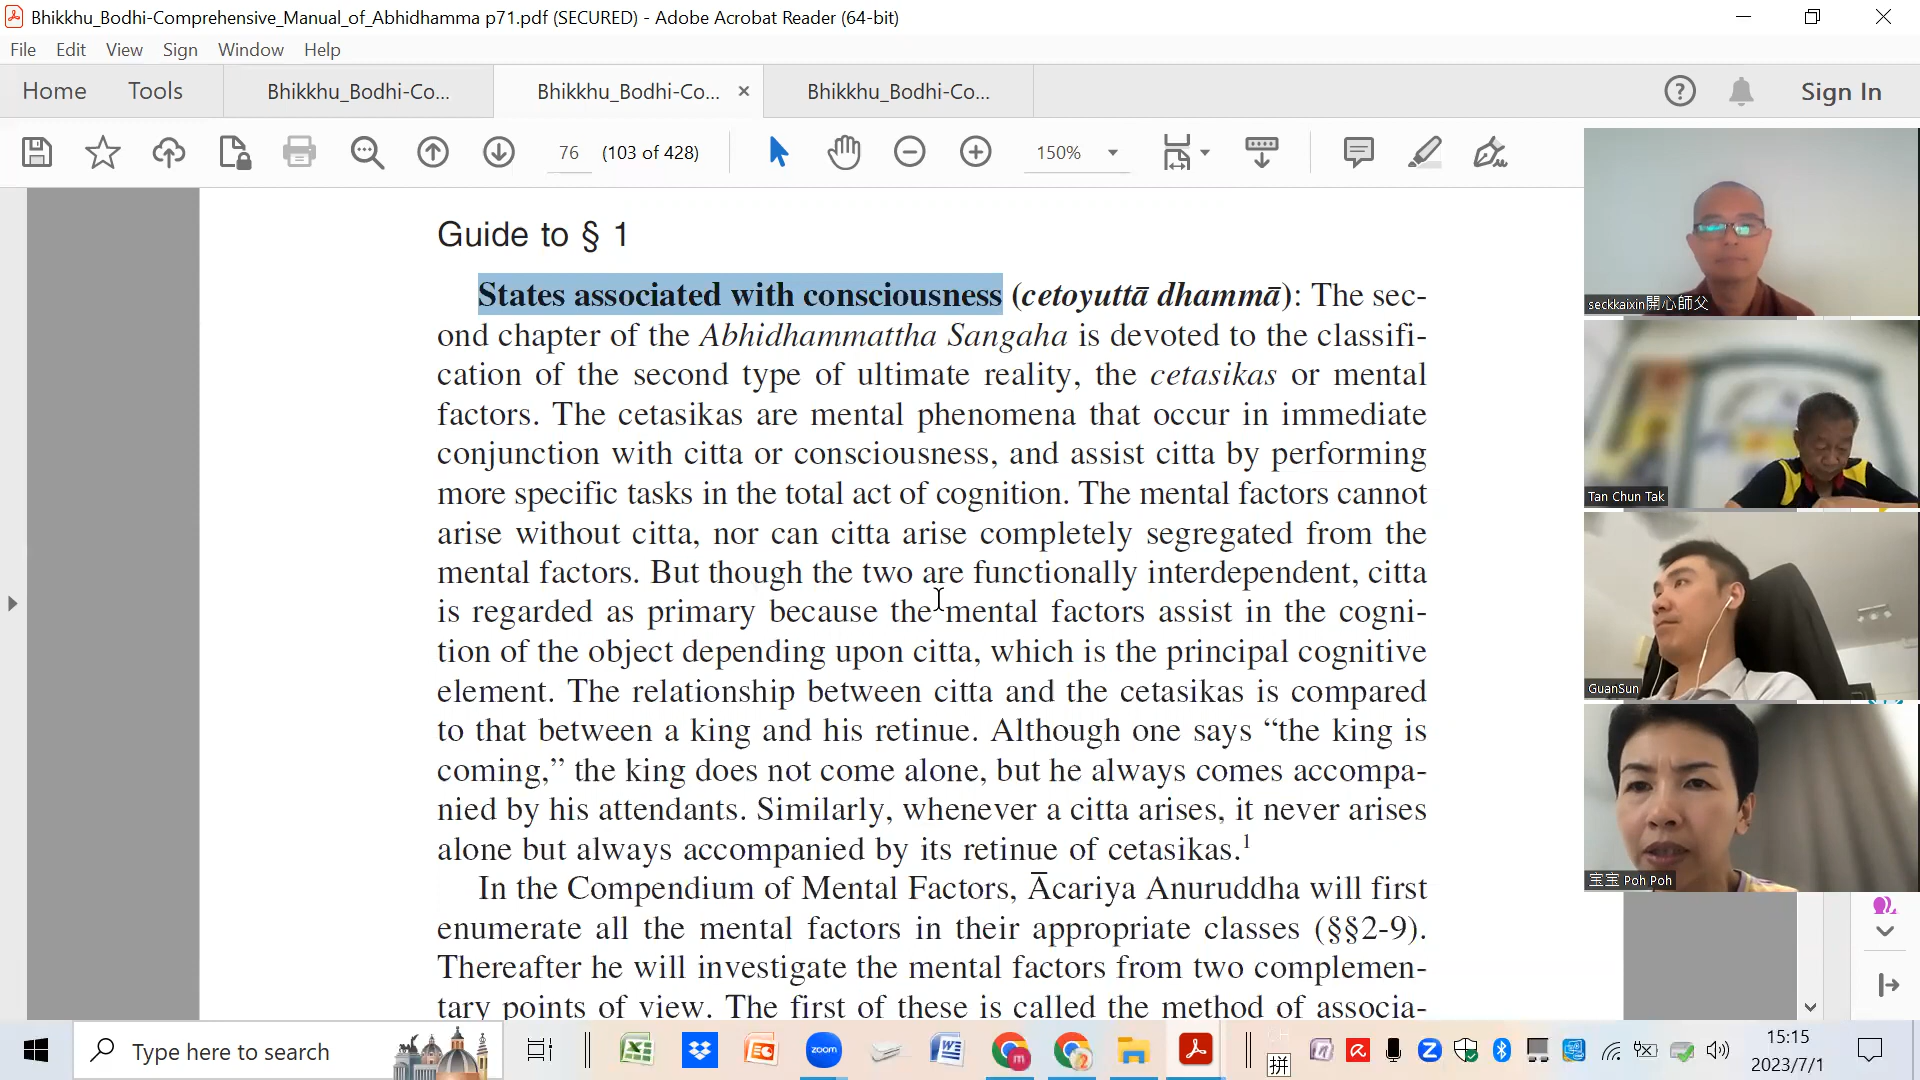 Bhikkhu_Bodhi-Comprehensive_Manual_of_Abhidhamma p71.pdf (SECURED) - Adobe Acrobat Reader (64-bit)
File Edit View Sign Window Help
Home Tools Bhikkhu_Bodhi-Co... Bhikkhu_Bodhi-Co... × Bhikkhu_Bodhi-Co... Sign In
76 (103 of 428) 150%
Guide to § 1
States associated with consciousness (cetoyuttā dhammā): The sec-
ond chapter of the Abhidhammattha Sangaha is devoted to the classifi-
cation of the second type of ultimate reality, the cetasikas or mental
factors. The cetasikas are mental phenomena that occur in immediate
conjunction with citta or consciousness, and assist citta by performing
more specific tasks in the total act of cognition. The mental factors cannot
arise without citta, nor can citta arise completely segregated from the
mental factors. But though the two are functionally interdependent, citta
is regarded as primary because the mental factors assist in the cogni-
tion of the object depending upon citta, which is the principal cognitive
element. The relationship between citta and the cetasikas is compared
to that between a king and his retinue. Although one says “the king is
coming,” the king does not come alone, but he always comes accompa-
nied by his attendants. Similarly, whenever a citta arises, it never arises
alone but always accompanied by its retinue of cetasikas.1
In the Compendium of Mental Factors, Ācariya Anuruddha will first
enumerate all the mental factors in their appropriate classes (§§2-9).
Thereafter he will investigate the mental factors from two complemen-
tary points of view. The first of these is called the method of associa-
seckkaixin開心師父
Tan Chun Tak
GuanSun
宝宝 Poh Poh
Type here to search
zoom
拼
15:15
2023/7/1